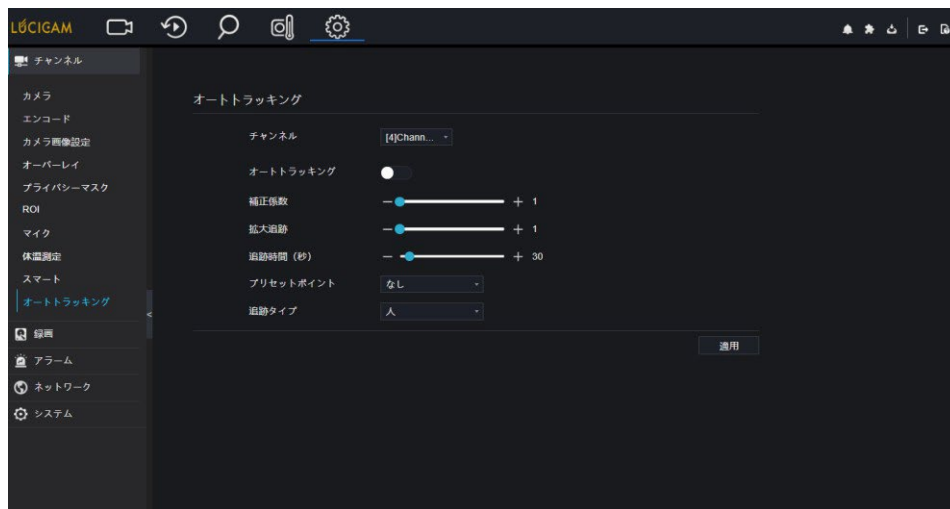 LUCIGAM
チャンネル
カメラ
エンコード
カメラ画像設定
オーバーレイ
プライバシーマスク
ROI
マイク
体温測定
スマート
オートトラッキング
録画
アラーム
ネットワーク
システム
オートトラッキング
チャンネル [4]Chann...
オートトラッキング
補正係数 1
拡大追跡 1
追跡時間（秒） 30
プリセットポイント なし
追跡タイプ 人
適用